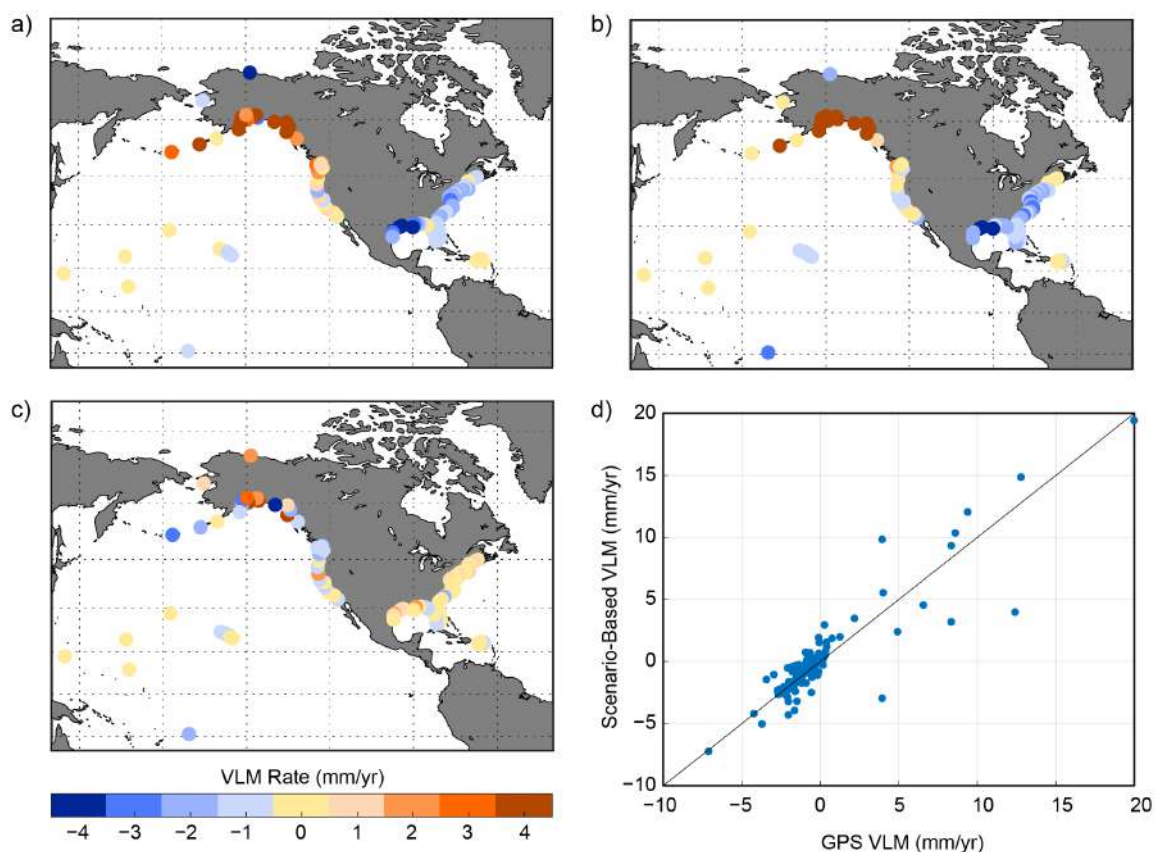 a)
b)
c)
d)
VLM Rate (mm/yr)
−4 −3 −2 −1 0 1 2 3 4
Scenario-Based VLM (mm/yr)
20
15
10
5
0
−5
−10
−10 −5 0 5 10 15 20
GPS VLM (mm/yr)